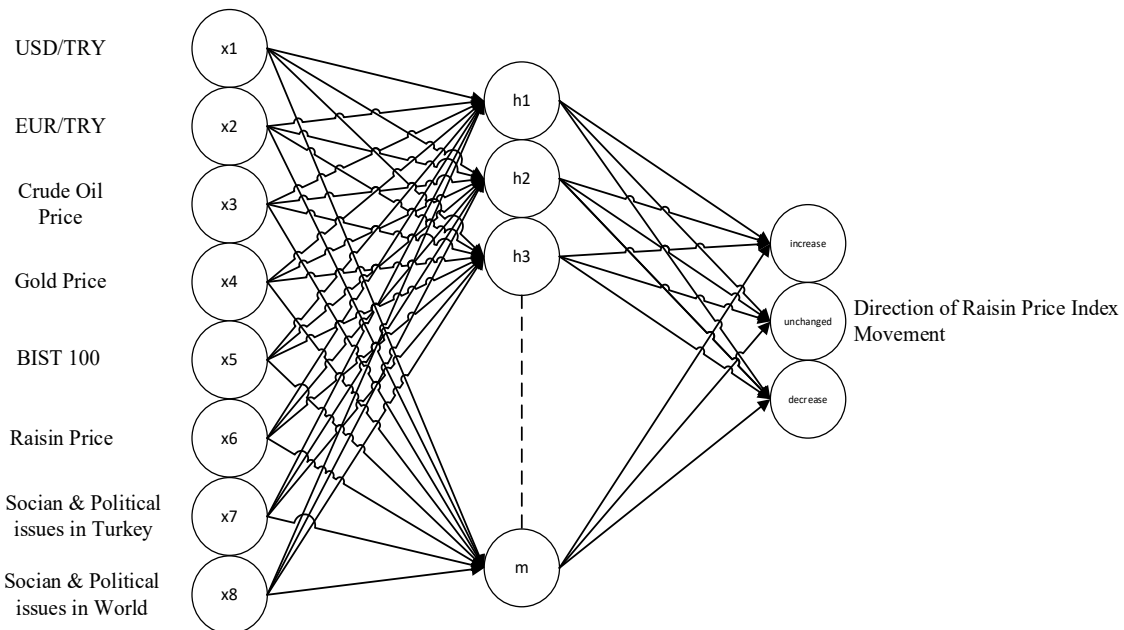 USD/TRY
x1
EUR/TRY
x2
Crude Oil
Price
x3
Gold Price
x4
BIST 100
x5
Raisin Price
x6
Socian & Political
issues in Turkey
x7
Socian & Political
issues in World
x8
h1
h2
h3
m
increase
unchanged
decrease
Direction of Raisin Price Index
Movement